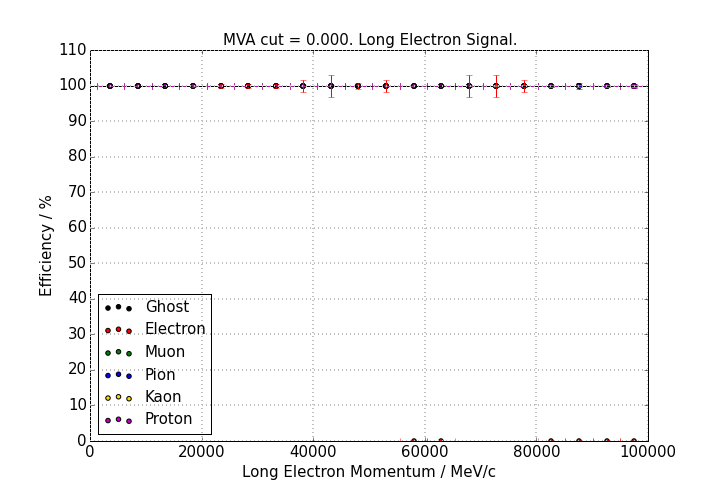 MVA cut = 0.000. Long Electron Signal.
110
100
90
80
70
60
50
40
30
20
10
0
Efficiency / %
Ghost
Electron
Muon
Pion
Kaon
Proton
0 20000 40000 60000 80000 100000
Long Electron Momentum / MeV/c